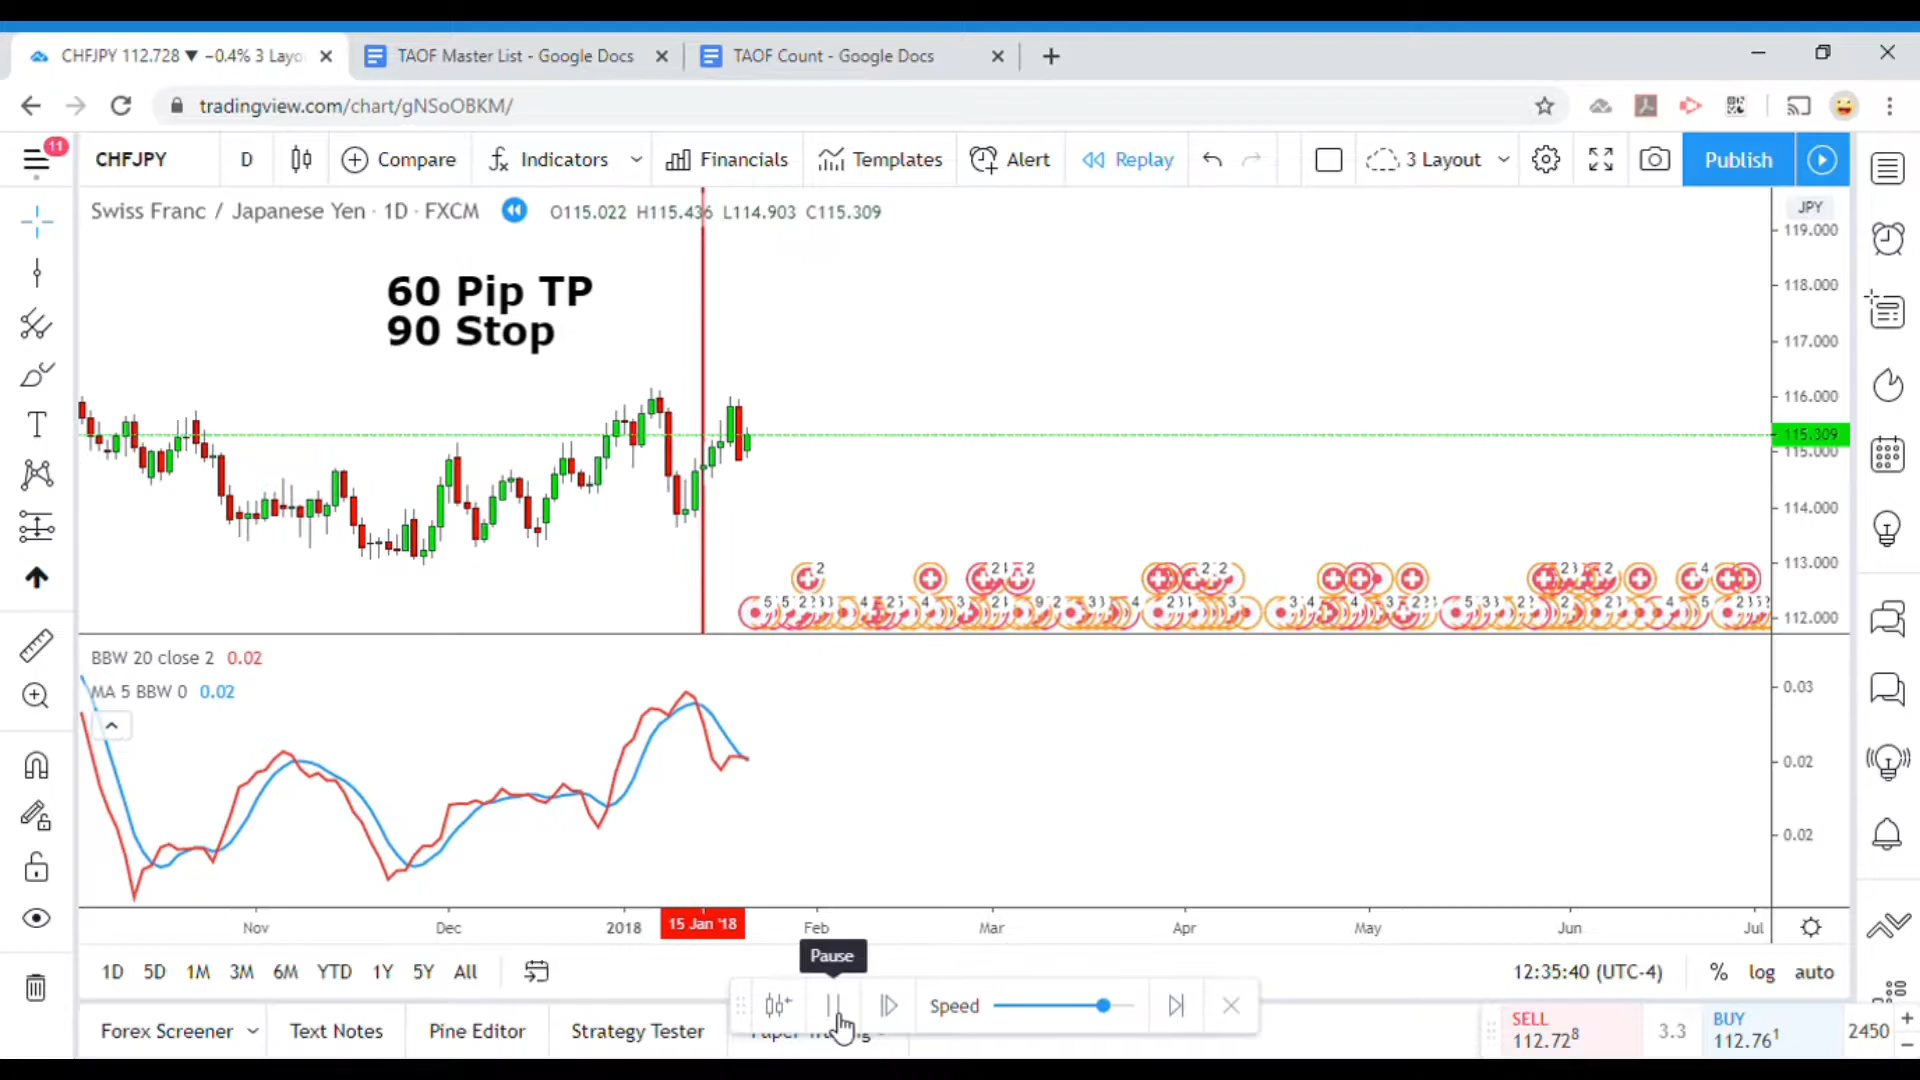 CHFJPY 112.728 ▼ −0.4% 3 Layo
TAOF Master List - Google Docs
TAOF Count - Google Docs
tradingview.com/chart/gNSoOBKM/
11
CHFJPY
D
Compare
Indicators
Financials
Templates
Alert
Replay
3 Layout
Publish
Swiss Franc / Japanese Yen · 1D · FXCM
O115.022 H115.436 L114.903 C115.309
JPY
119.000
118.000
117.000
116.000
115.309
115.000
114.000
113.000
112.000
60 Pip TP
90 Stop
BBW 20 close 2 0.02
MA 5 BBW 0 0.02
0.03
0.02
0.02
Nov
Dec
2018
15 Jan '18
Feb
Mar
Apr
May
Jun
Jul
Pause
1D 5D 1M 3M 6M YTD 1Y 5Y All
12:35:40 (UTC-4)
% log auto
Speed
Forex Screener
Text Notes
Pine Editor
Strategy Tester
SELL
112.728
3.3
BUY
112.761
2450